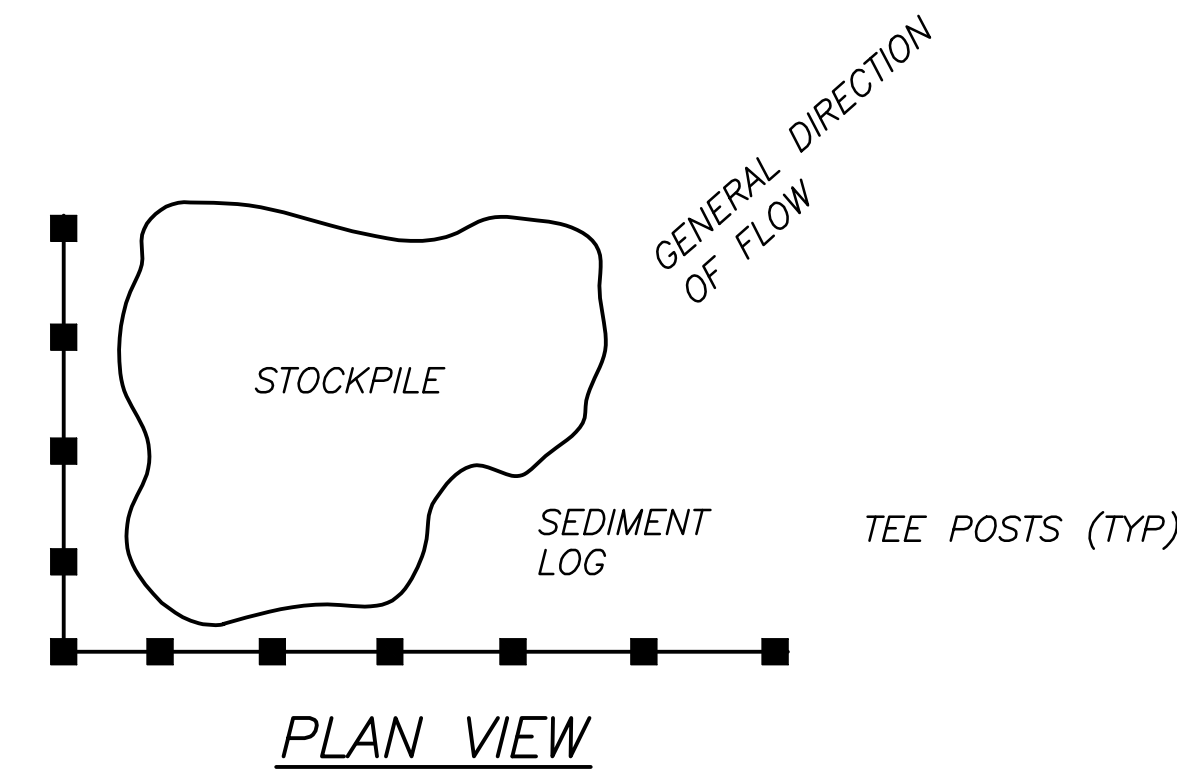 GENERAL DIRECTION
OF FLOW
STOCKPILE
SEDIMENT
LOG
TEE POSTS (TYP)
PLAN VIEW